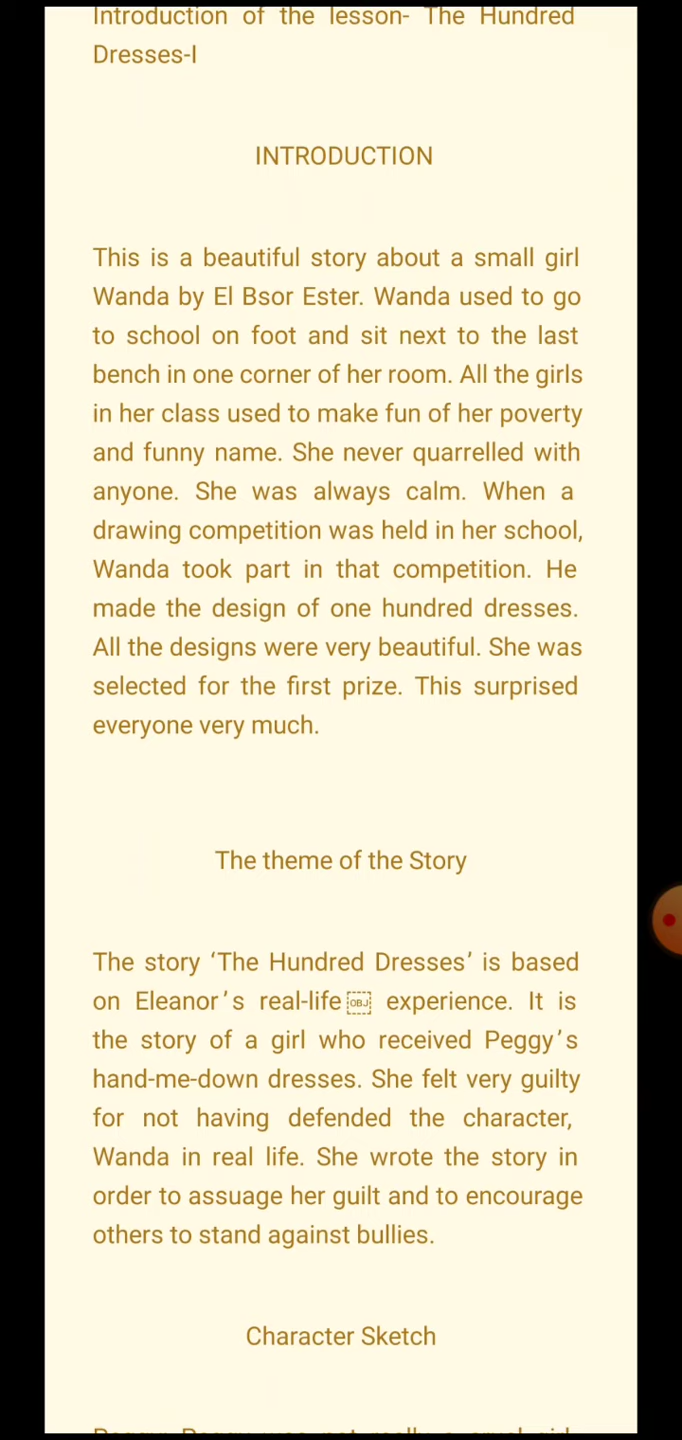 Introduction of the lesson- The Hundred
Dresses-I
INTRODUCTION
This is a beautiful story about a small girl
Wanda by El Bsor Ester. Wanda used to go
to school on foot and sit next to the last
bench in one corner of her room. All the girls
in her class used to make fun of her poverty
and funny name. She never quarrelled with
anyone. She was always calm. When a
drawing competition was held in her school,
Wanda took part in that competition. He
made the design of one hundred dresses.
All the designs were very beautiful. She was
selected for the first prize. This surprised
everyone very much.
The theme of the Story
The story ‘The Hundred Dresses’ is based
on Eleanor’s real-life experience. It is
the story of a girl who received Peggy’s
hand-me-down dresses. She felt very guilty
for not having defended the character,
Wanda in real life. She wrote the story in
order to assuage her guilt and to encourage
others to stand against bullies.
Character Sketch